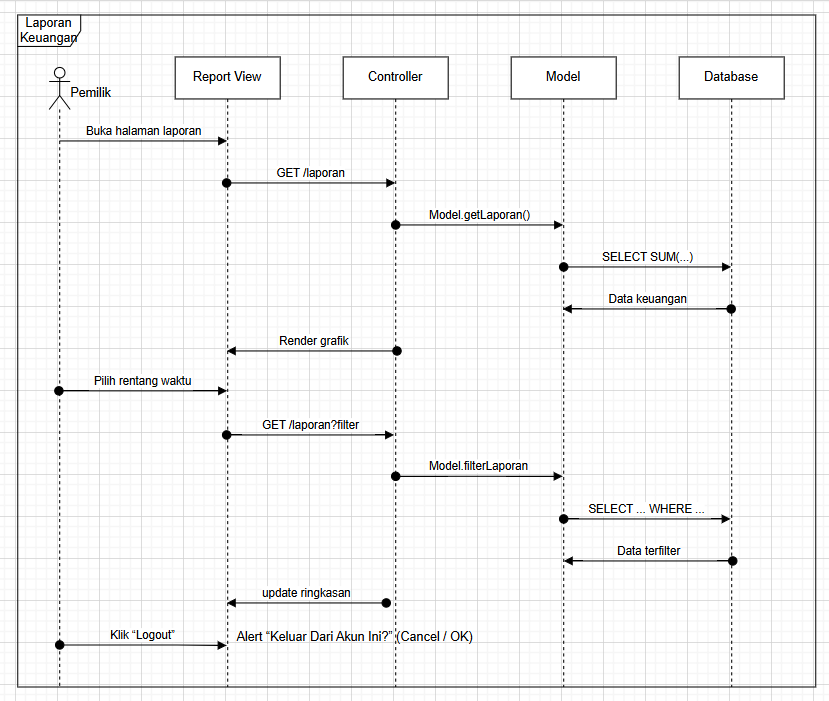 Laporan
Keuangan
Pemilik
Report View
Controller
Model
Database
Buka halaman laporan
GET /laporan
Model.getLaporan()
SELECT SUM(...)
Data keuangan
Render grafik
Pilih rentang waktu
GET /laporan?filter
Model.filterLaporan
SELECT ... WHERE ...
Data terfilter
update ringkasan
Klik “Logout”
Alert “Keluar Dari Akun Ini?” (Cancel / OK)